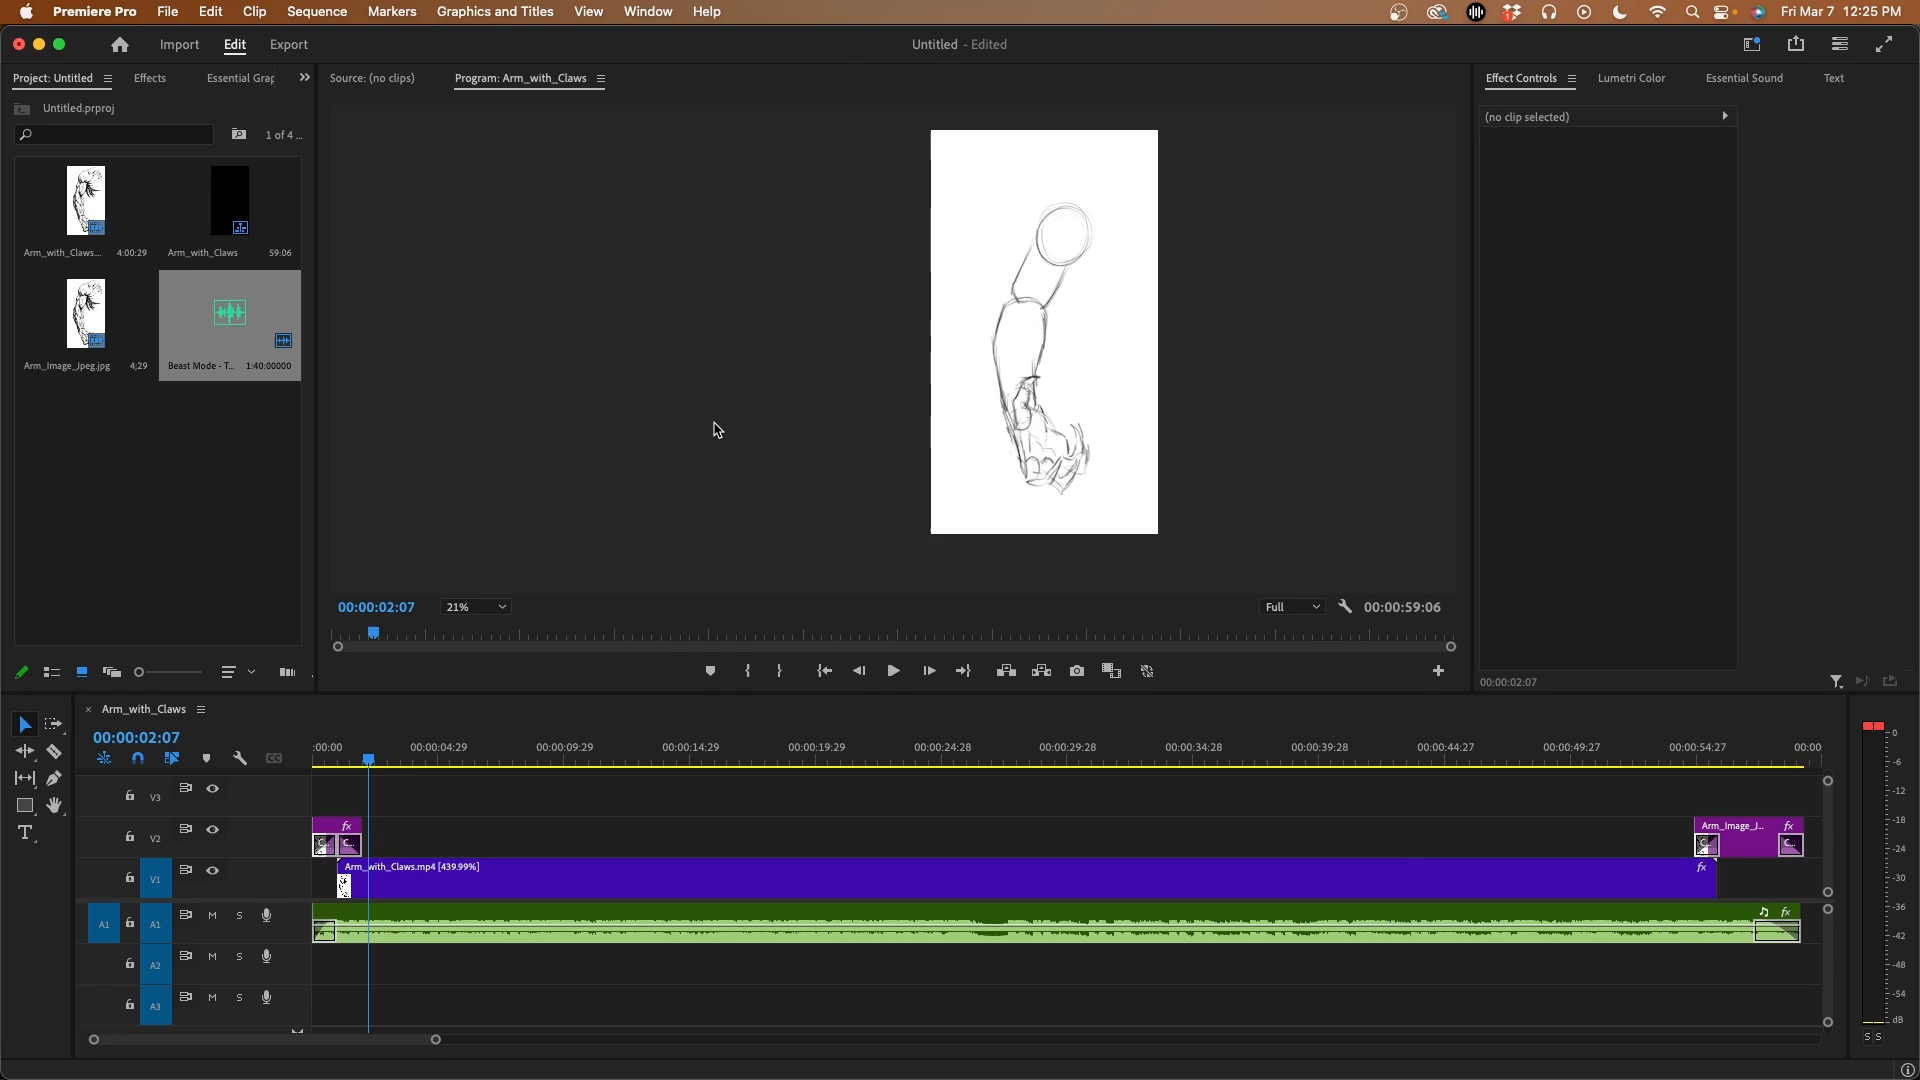 Premiere Pro File Edit Clip Sequence Markers Graphics and Titles View Window Help Fri Mar 7 12:25 PM
Import Edit Export Untitled - Edited
Project: Untitled Effects Essential Grap Source: (no clips) Program: Arm_with_Claws Effect Controls Lumetri Color Essential Sound Text
Untitled.prproj
(no clip selected)
1 of 4 ...
Arm_with_Claws... 4:00:29 Arm_with_Claws 59:06
Arm_Image_Jpeg.jpg 4;29 Beast Mode - T... 1:40:00000
00:00:02:07 21% Full 00:00:59:06
00:00:02:07
Arm_with_Claws
00:00:02:07
:00:00 00:00:04:29 00:00:09:29 00:00:14:29 00:00:19:29 00:00:24:28 00:00:29:28 00:00:34:28 00:00:39:28 00:00:44:27 00:00:49:27 00:00:54:27 00:00
CC
V3
V2 fx Arm_Image_J... fx
C... C... C... C...
V1 Arm_with_Claws.mp4 [439.99%] fx
A1 A1 M S fx
A2 M S
A3 M S
0
-6
-12
-18
-24
-30
-36
-42
-48
-54
dB
S S